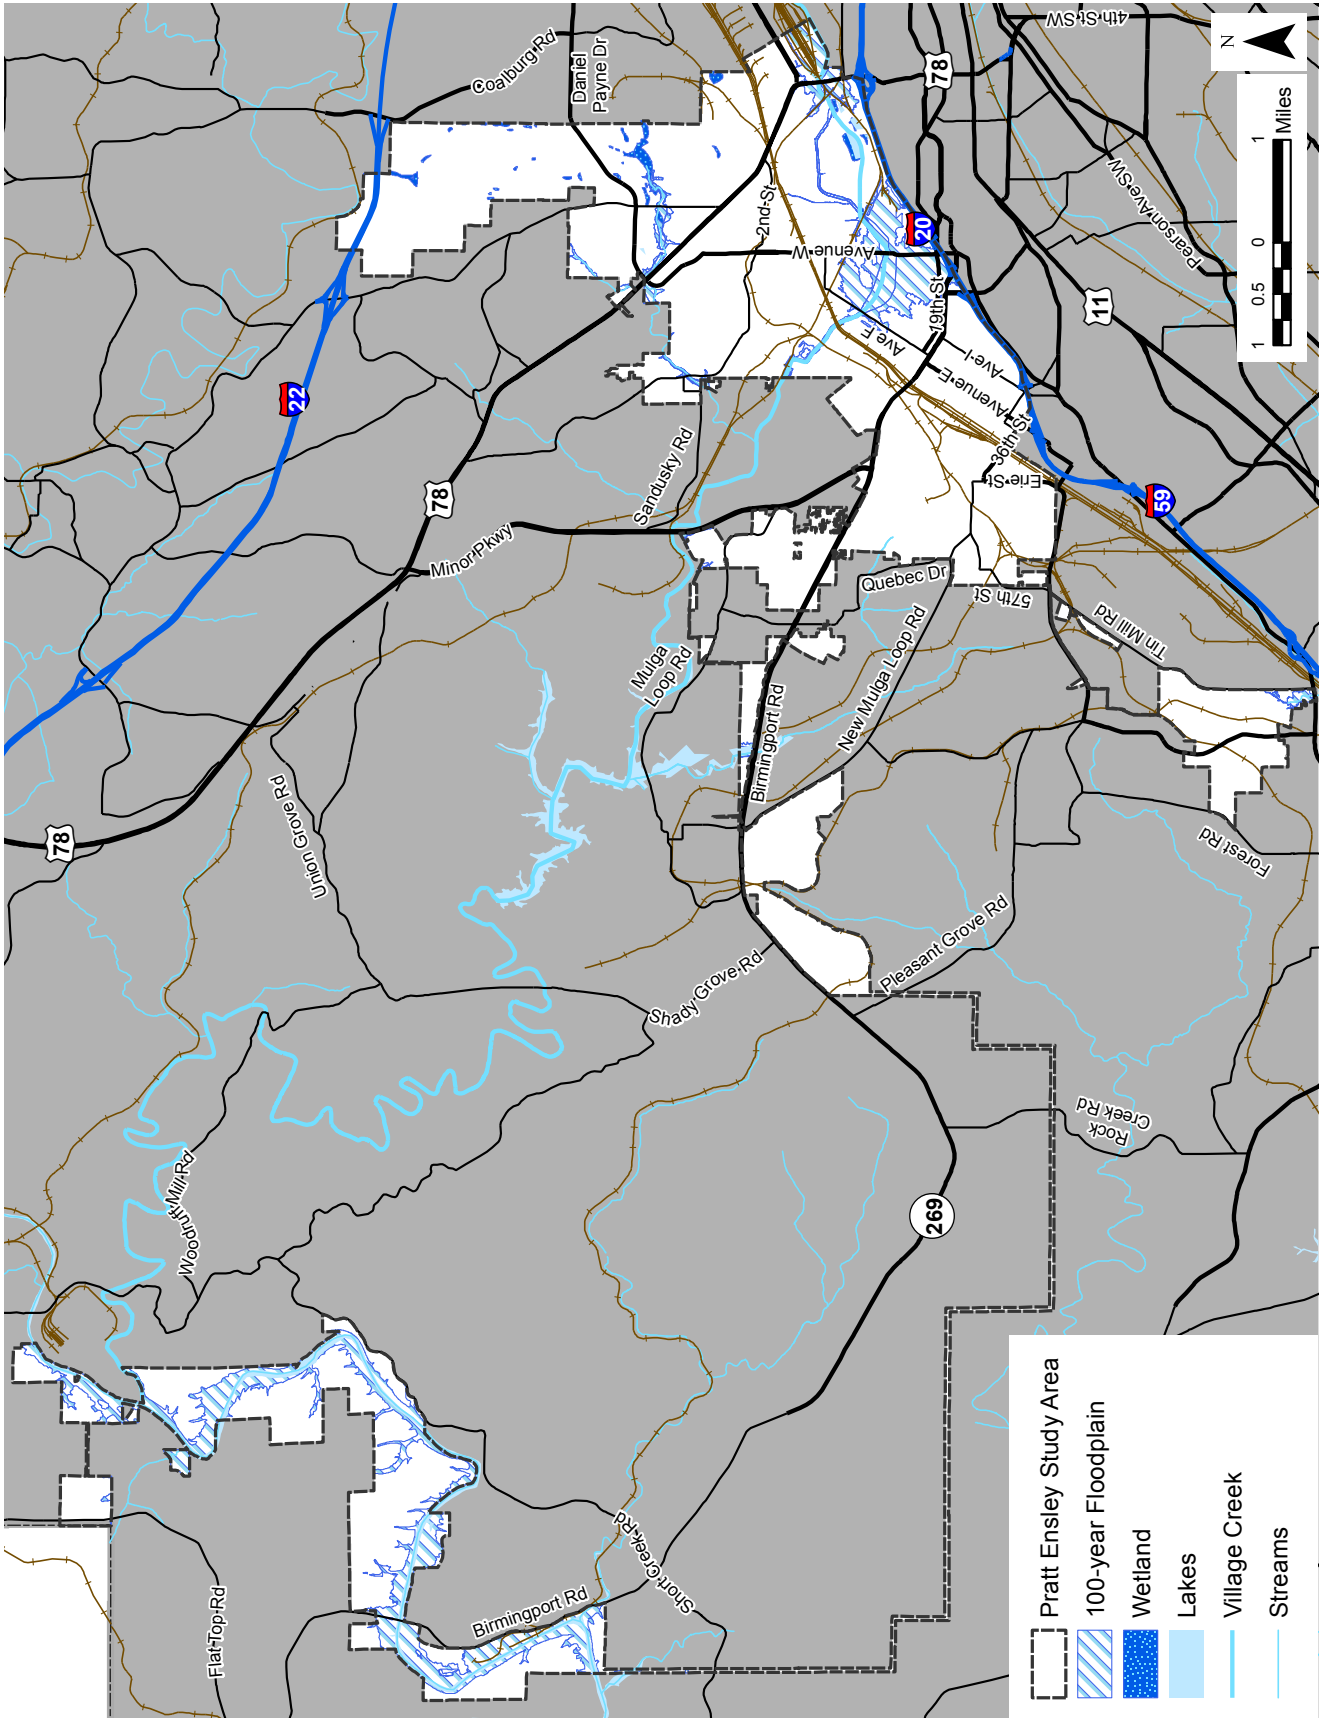 Coalburg Rd
Daniel
Payne Dr
4th St SW
N
78
Pearson Ave SW
1
0
0.5
1
Miles
2nd St
Avenue W
20
19th St
11
Ave F
Ave I
Avenue E
Avenue
36th St
Erie St
22
78
Sandusky Rd
Minor Pkwy
59
Quebec Dr
57th St
Tin Mill Rd
Mulga
Loop Rd
New Mulga Loop Rd
Birmingport Rd
78
Union Grove Rd
Forest Rd
Pleasant Grove Rd
Shady Grove Rd
Rock
Creek Rd
Woodruff Mill Rd
269
Short Creek Rd
Birmingport Rd
Flat Top Rd
Pratt Ensley Study Area
100-year Floodplain
Wetland
Lakes
Village Creek
Streams